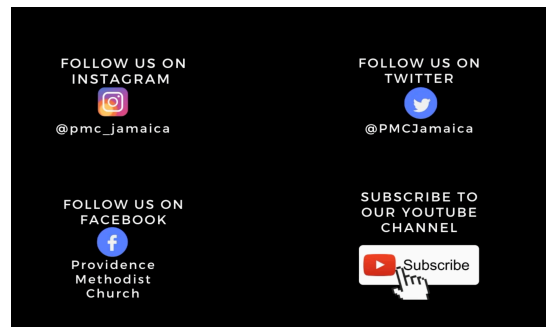 FOLLOW US ON
INSTAGRAM
@pmc_jamaica
FOLLOW US ON
TWITTER
@PMCJamaica
FOLLOW US ON
FACEBOOK
Providence
Methodist
Church
SUBSCRIBE TO
OUR YOUTUBE
CHANNEL
Subscribe